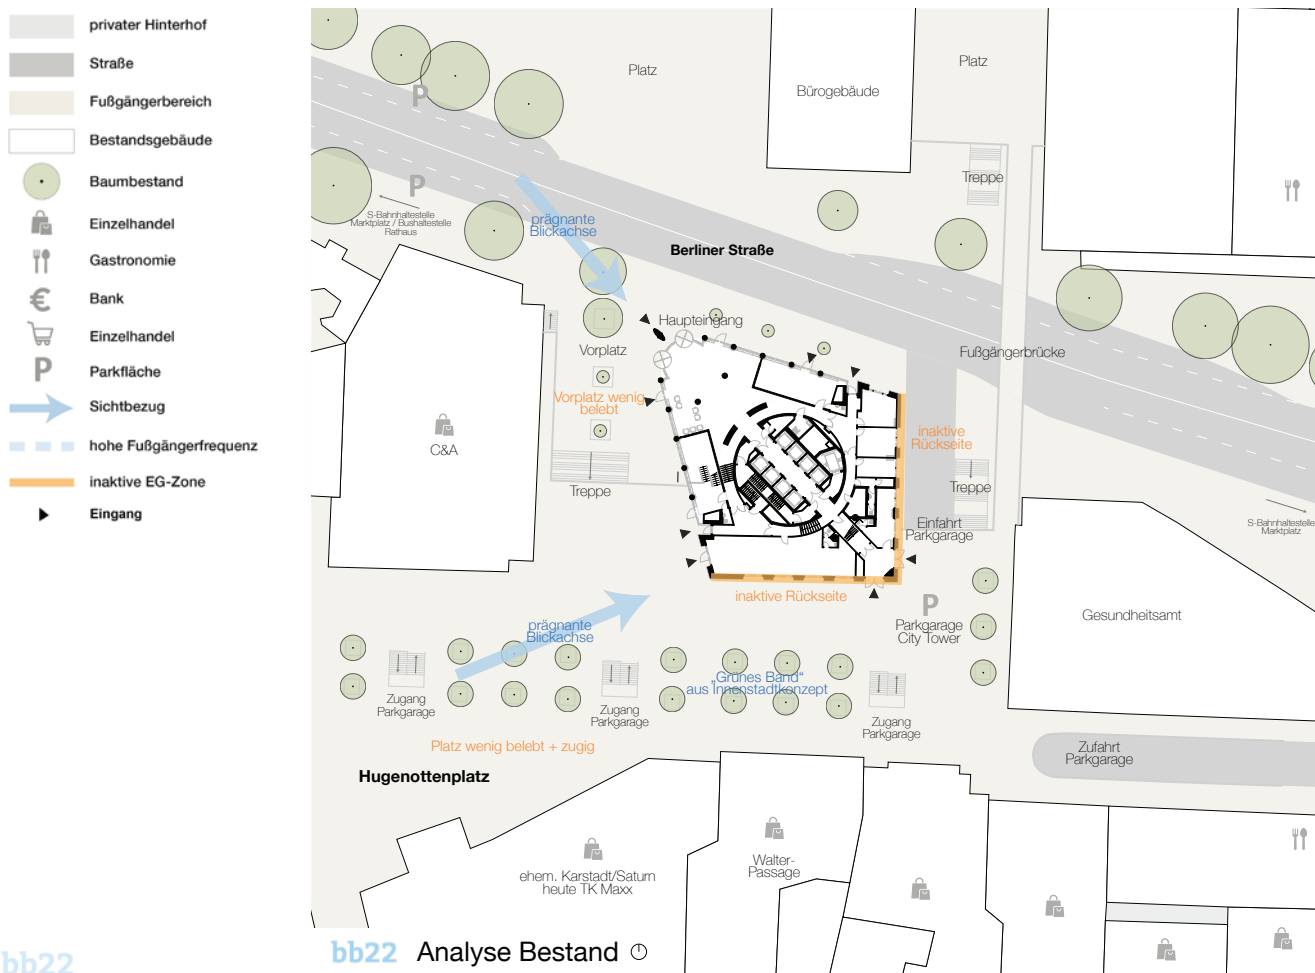 privater Hinterhof
Straße
Fußgängerbereich
Bestandsgebäude
Baumbestand
Einzelhandel
Gastronomie
€ Bank
Einzelhandel
P Parkfläche
Sichtbezug
hohe Fußgängerfrequenz
inaktive EG-Zone
Eingang
bb22
Platz
Bürogebäude
Platz
P
P
S-Bahnhaltestelle
Marktplatz / Bushaltestelle
Rathaus
prägnante
Blickachse
Treppe
Berliner Straße
Haupteingang
Vorplatz
Fußgängerbrücke
Vorplatz wenig
belebt
C&A
inaktive
Rückseite
Treppe
Treppe
Einfahrt
Parkgarage
S-Bahnhaltestelle
Marktplatz
inaktive Rückseite
P
Parkgarage
City Tower
Gesundheitsamt
prägnante
Blickachse
„Grünes Band“
aus Innenstadtkonzept
Zugang
Parkgarage
Zugang
Parkgarage
Zugang
Parkgarage
Platz wenig belebt + zugig
Zufahrt
Parkgarage
Hugenottenplatz
Walter-
Passage
ehem. Karstadt/Saturn
heute TK Maxx
bb22 Analyse Bestand